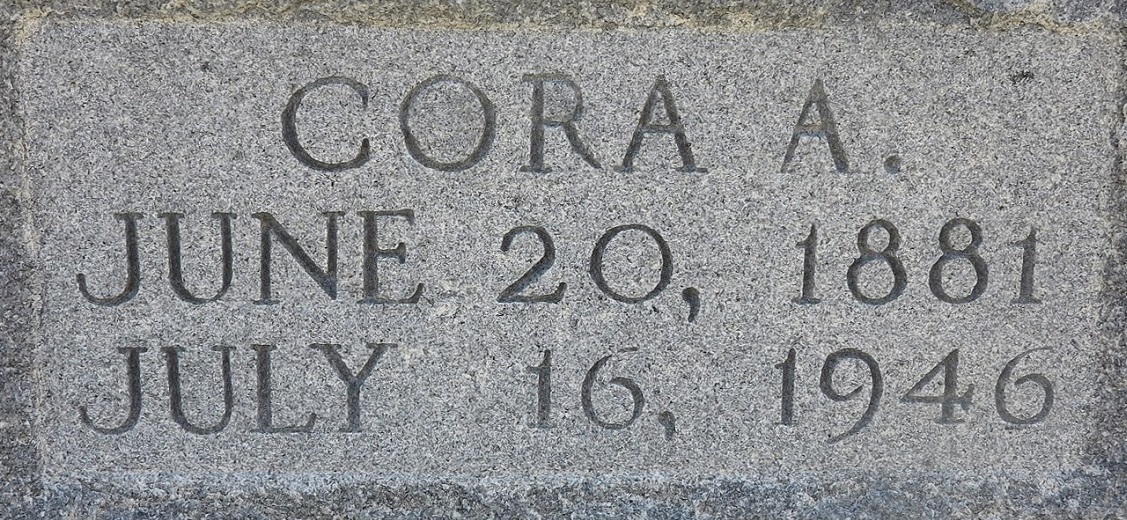 CORA A.
JUNE 20, 1881
JULY 16, 1946